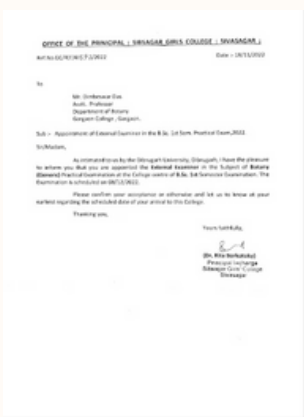 OFFICE OF THE PRINCIPAL : SIBSAGAR GIRLS COLLEGE : SIVASAGAR :
Date :- 19/11/2022
To
Mr. Dimbeswar Das
Asstt. Professor
Department of Botany
Gargaon College : Gargaon.
Sub :- Appointment of External Examiner in the B.Sc. 1st Sem. Practical Exam, 2022.
Sir/Madam,
As intimated to us by the Dibrugarh University, Dibrugarh, I have the pleasure
to inform you that you are appointed the External Examiner in the Subject of Botany
(Generic) Practical Examination at the College centre of B.Sc. 1st Semester Examination. The
Examination is scheduled on
Please confirm your acceptance or otherwise and let us to know at your
earliest regarding the scheduled date of your arrival to this College.
Thanking you,
Yours faithfully,
(Dr. Rita Borkakoty)
Principal Incharge
Sibsagar Girls' College
Sivasagar